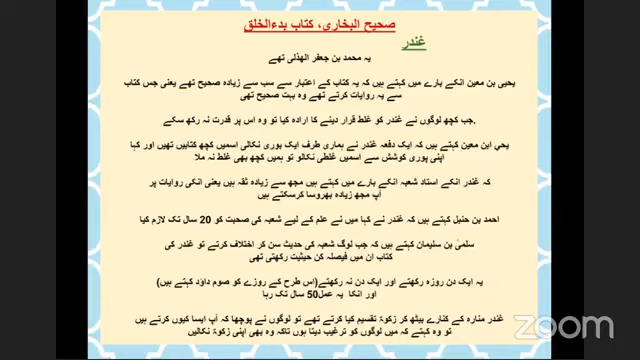 صحیح البخاری، کتاب بدءالخلق
غندر
یہ محمد بن جعفر الھذلی تھے
یحیی بن معین انکے بارے میں کہتے ہیں کہ یہ کتاب کے اعتبار سے سب سے زیادہ صحیح تھے یعنی جس کتاب
سے یہ روایات کرتے تھے وہ بہت صحیح تھی
جب کچھ لوگوں نے غندر کو غلط قرار دینے کا ارادہ کیا تو وہ اس پر قدرت نہ رکھ سکے.
یحي ابن معین کہتے ہیں کہ ایک دفعہ غندر نے ہماری طرف ایک بوری نکالی اسمیں کچھ کتابیں تھیں اور کہا
اپنی پوری کوشش سے اسمیں غلطی نکالو تو ہمیں کچھ بھی غلط نہ ملا
کہ غندر انکے استاد شعبہ انکے بارے میں کہتے ہیں مجھ سے زیادہ ثقہ ہیں یعنی انکی روایات پر
آپ مجھ زیادہ بھروسا کرسکتے ہیں
احمد بن حنبل کہتے ہیں کہ غندر نے کہا میں نے علم کے لیے شعبہ کی صحبت کو 20 سال تک لازم کیا
سلمیٰ بن سلیمان کہتے ہیں کہ جب لوگ شعبہ کی حدیث سن کر اختلاف کرتے تو غندر کی
کتاب ان میں فیصلہ کن حیثیت رکھتی تھی
یہ ایک دن روزہ رکھتے اور ایک دن نہ رکھتے(اس طرح کے روزے کو صوم داؤد کہتے ہیں)
اور انکا یہ عمل50 سال تک رہا
غندر منارہ کے کنارے بیٹھ کر زکوۃ تقسیم کیا کرتے تھے تو لوگوں نے پوچھا کہ آپ ایسا کیوں کرتے ہیں
تو وہ کہتے کہ میں لوگوں کو ترغیب دیتا ہوں تاکہ وہ بھی اپنی زکوۃ نکالیں
zoom